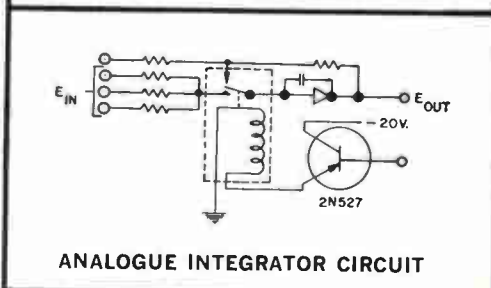 E IN
E OUT
- 20V.
2N527
ANALOGUE INTEGRATOR CIRCUIT